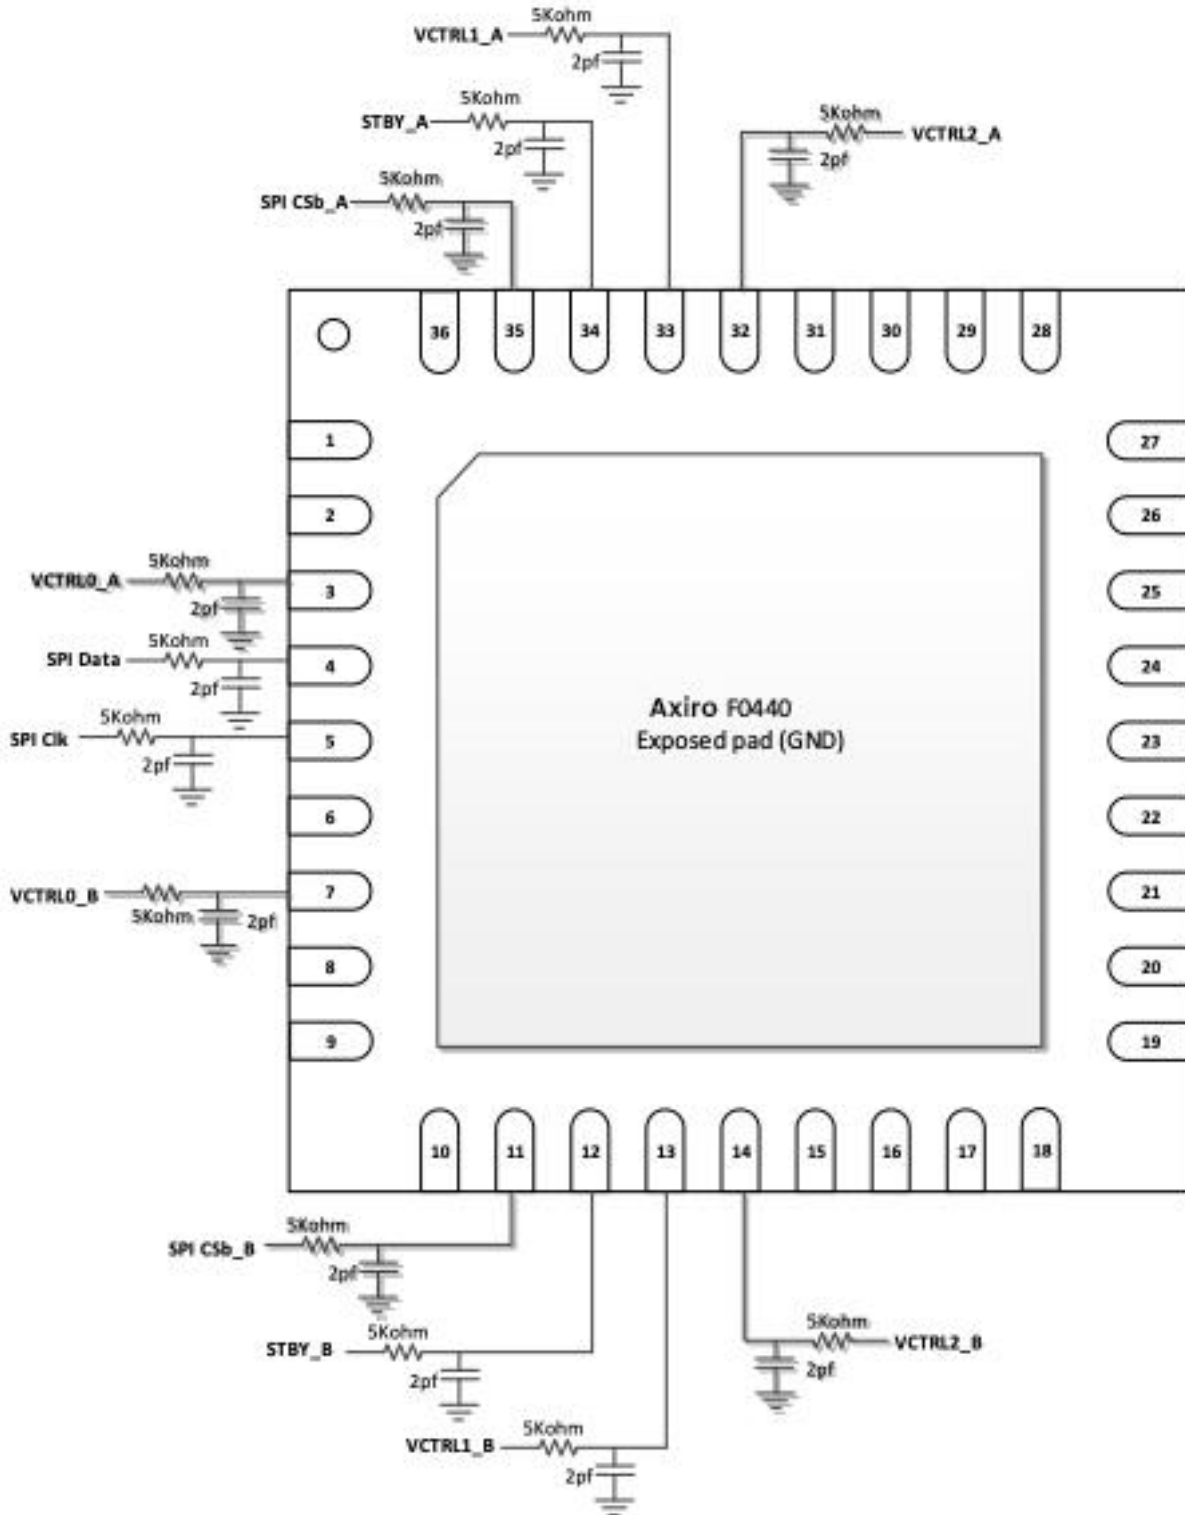 5Kohm
VCTRL1_A
2pf
5Kohm
STBY_A
2pf
5Kohm
VCTRL2_A
2pf
5Kohm
SPI CSb_A
2pf
36
35
34
33
32
31
30
29
28
1
27
2
26
5Kohm
VCTRL0_A
2pf
3
25
5Kohm
SPI Data
2pf
4
24
Axiro F0440
Exposed pad (GND)
5Kohm
SPI Clk
2pf
5
23
6
22
VCTRL0_B
5Kohm
2pf
7
21
8
20
9
19
10
11
12
13
14
15
16
17
18
5Kohm
SPI CSb_B
2pf
5Kohm
STBY_B
2pf
5Kohm
VCTRL2_B
2pf
5Kohm
VCTRL1_B
2pf